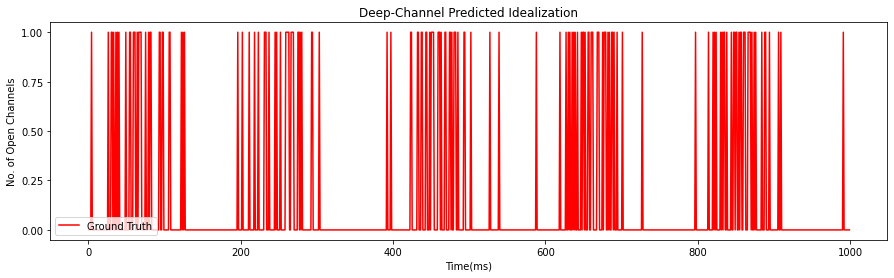 Deep-Channel Predicted Idealization
No. of Open Channels
1.00
0.75
0.50
0.25
0.00
Ground Truth
0
200
400
600
800
1000
Time(ms)